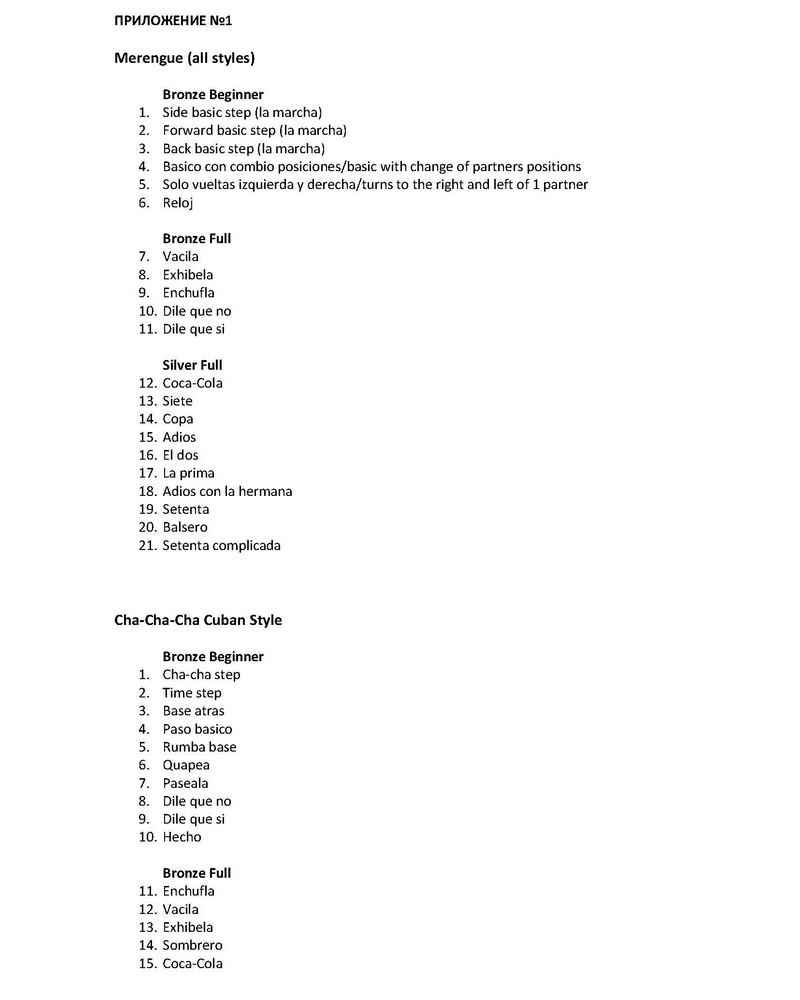 ПРИЛОЖЕНИЕ №1
Merengue (all styles)
Bronze Beginner
1. Side basic step (la marcha)
2. Forward basic step (la marcha)
3. Back basic step (la marcha)
4. Basico con combio posiciones/basic with change of partners positions
5. Solo vueltas izquierda y derecha/turns to the right and left of 1 partner
6. Reloj
Bronze Full
7. Vacila
8. Exhibela
9. Enchufla
10. Dile que no
11. Dile que si
Silver Full
12. Coca-Cola
13. Siete
14. Copa
15. Adios
16. El dos
17. La prima
18. Adios con la hermana
19. Setenta
20. Balsero
21. Setenta complicada
Cha-Cha-Cha Cuban Style
Bronze Beginner
1. Cha-cha step
2. Time step
3. Base atras
4. Paso basico
5. Rumba base
6. Quapea
7. Paseala
8. Dile que no
9. Dile que si
10. Hecho
Bronze Full
11. Enchufla
12. Vacila
13. Exhibela
14. Sombrero
15. Coca-Cola